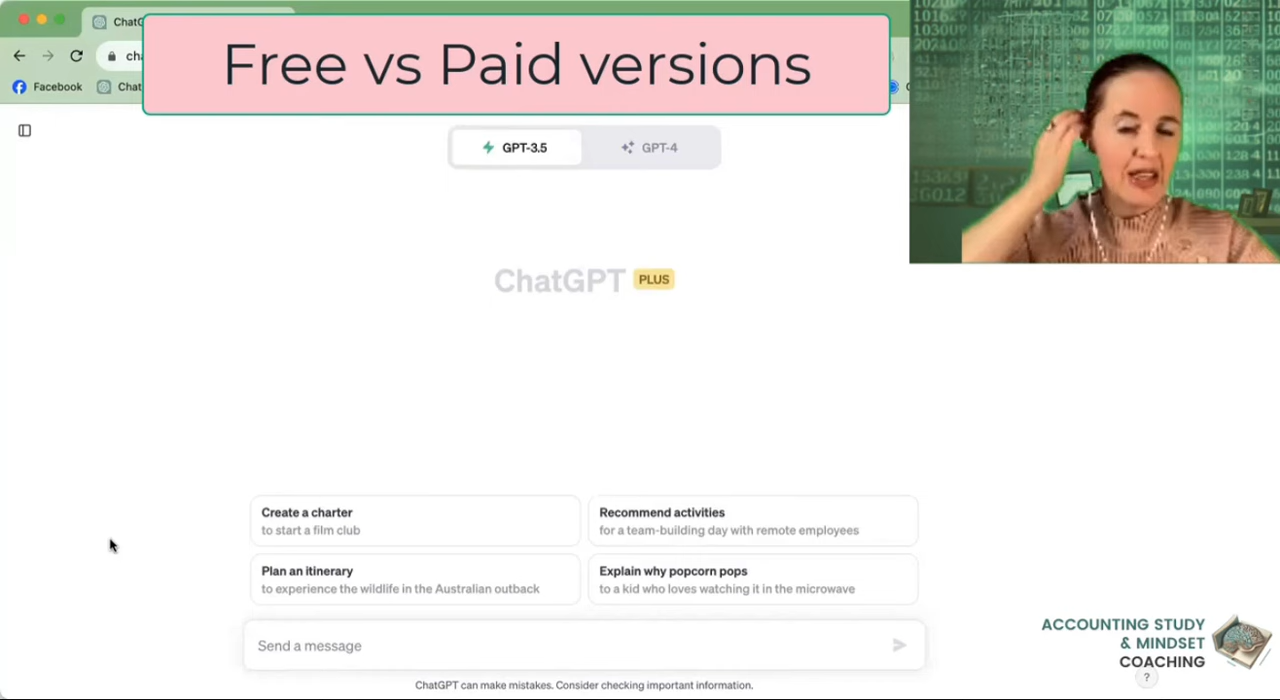 Free vs Paid versions
Facebook
GPT-3.5
GPT-4
ChatGPT PLUS
Create a charter
to start a film club
Recommend activities
for a team-building day with remote employees
Plan an itinerary
to experience the wildlife in the Australian outback
Explain why popcorn pops
to a kid who loves watching it in the microwave
Send a message
ChatGPT can make mistakes. Consider checking important information.
ACCOUNTING STUDY
& MINDSET
COACHING
?